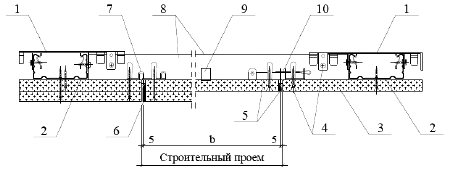 1 7 8 9 10 1
2 6 5 b 5 5 4 3 2
Строительный проем